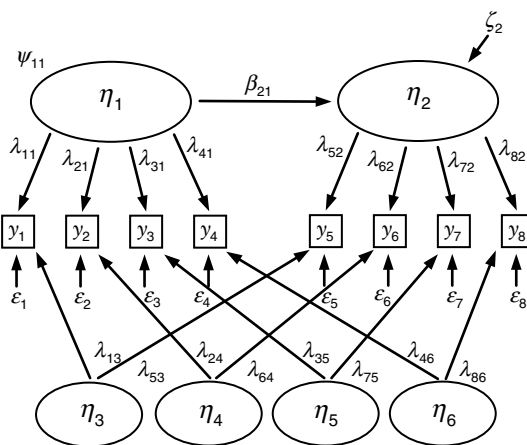 ζ₂
ψ₁₁
η₁ β₂₁ η₂
λ₁₁ λ₂₁ λ₃₁ λ₄₁ λ₅₂ λ₆₂ λ₇₂ λ₈₂
y₁ y₂ y₃ y₄ y₅ y₆ y₇ y₈
ε₁ ε₂ ε₃ ε₄ ε₅ ε₆ ε₇ ε₈
λ₁₃ λ₅₃ λ₂₄ λ₆₄ λ₃₅ λ₇₅ λ₄₆ λ₈₆
η₃ η₄ η₅ η₆